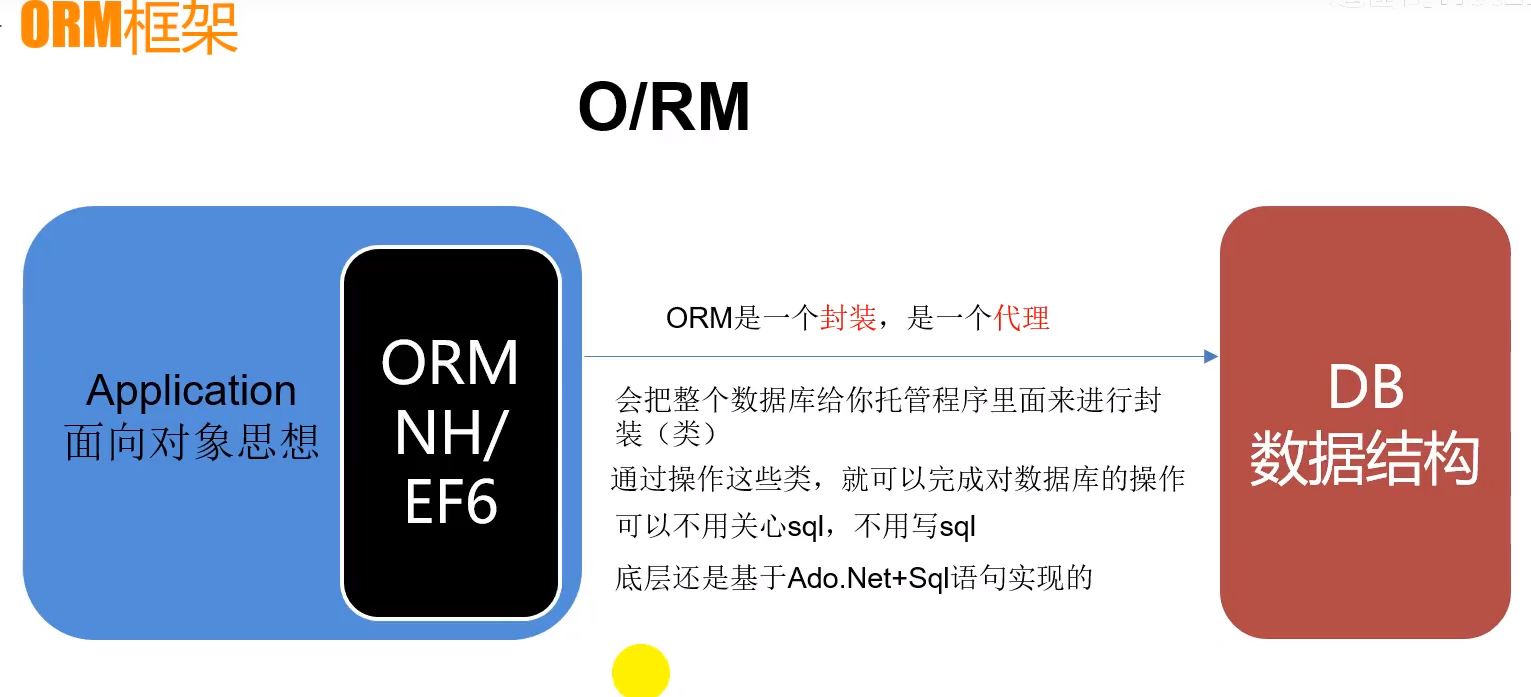 ORM框架
O/RM
Application
面向对象思想
ORM
NH/
EF6
ORM是一个封装，是一个代理
会把整个数据库给你托管程序里面来进行封
装（类）
通过操作这些类，就可以完成对数据库的操作
可以不用关心sql，不用写sql
底层还是基于Ado.Net+Sql语句实现的
DB
数据结构